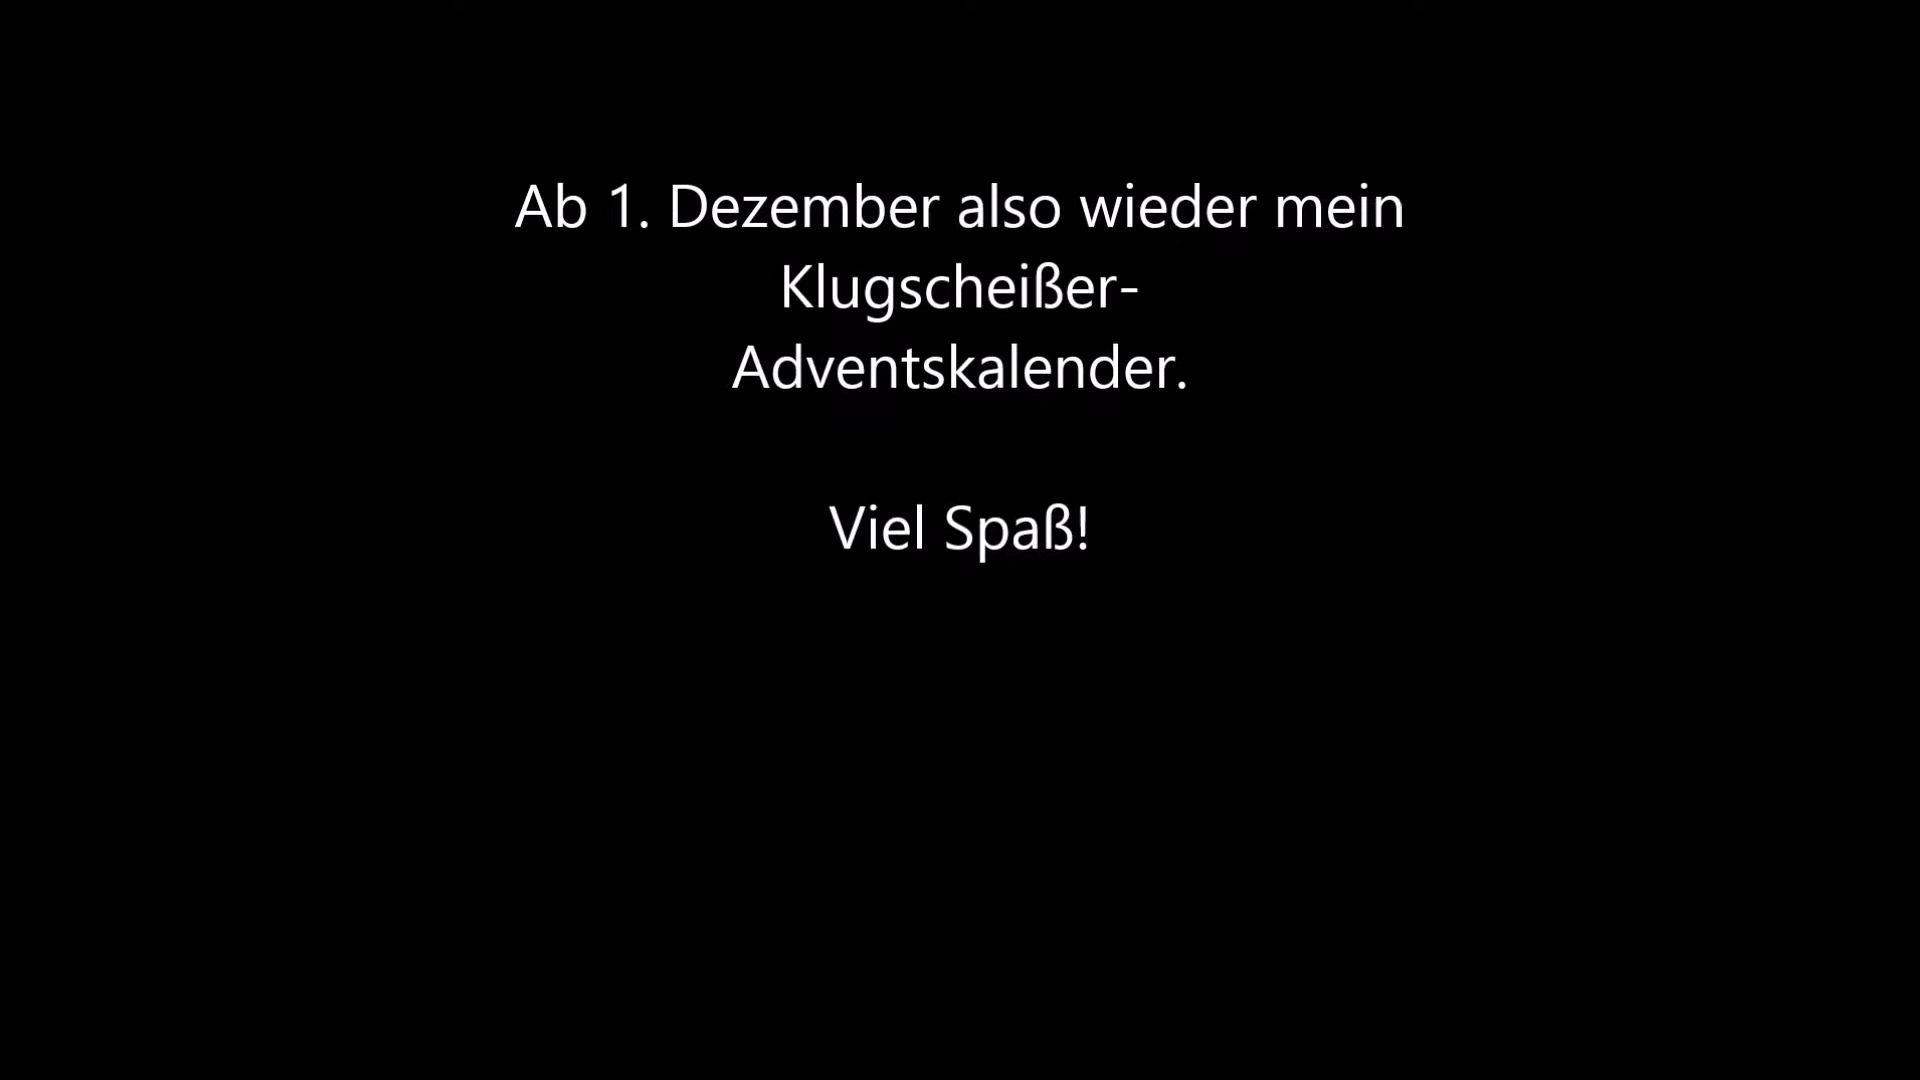 Ab 1. Dezember also wieder mein
Klugscheißer-
Adventskalender.
Viel Spaß!